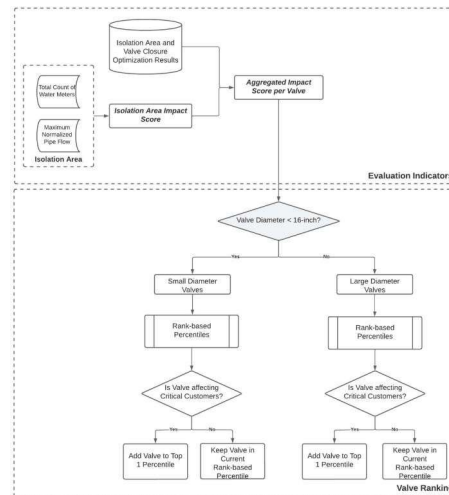 Isolation Area and
Valve Closure
Optimization Results
Total Count of
Water Meters
Maximum
Normalized
Pipe Flow
Isolation Area
Isolation Area Impact
Score
Aggregated Impact
Score per Valve
Evaluation Indicators
Valve Diameter < 16-inch?
Yes
No
Small Diameter
Valves
Large Diameter
Valves
Rank-based
Percentiles
Rank-based
Percentiles
Is Valve affecting
Critical Customers?
Is Valve affecting
Critical Customers?
Yes
No
Yes
No
Add Valve to Top
1 Percentile
Keep Valve in
Current
Rank-based
Percentile
Add Valve to Top
1 Percentile
Keep Valve in
Current
Rank-based
Percentile
Valve Ranking